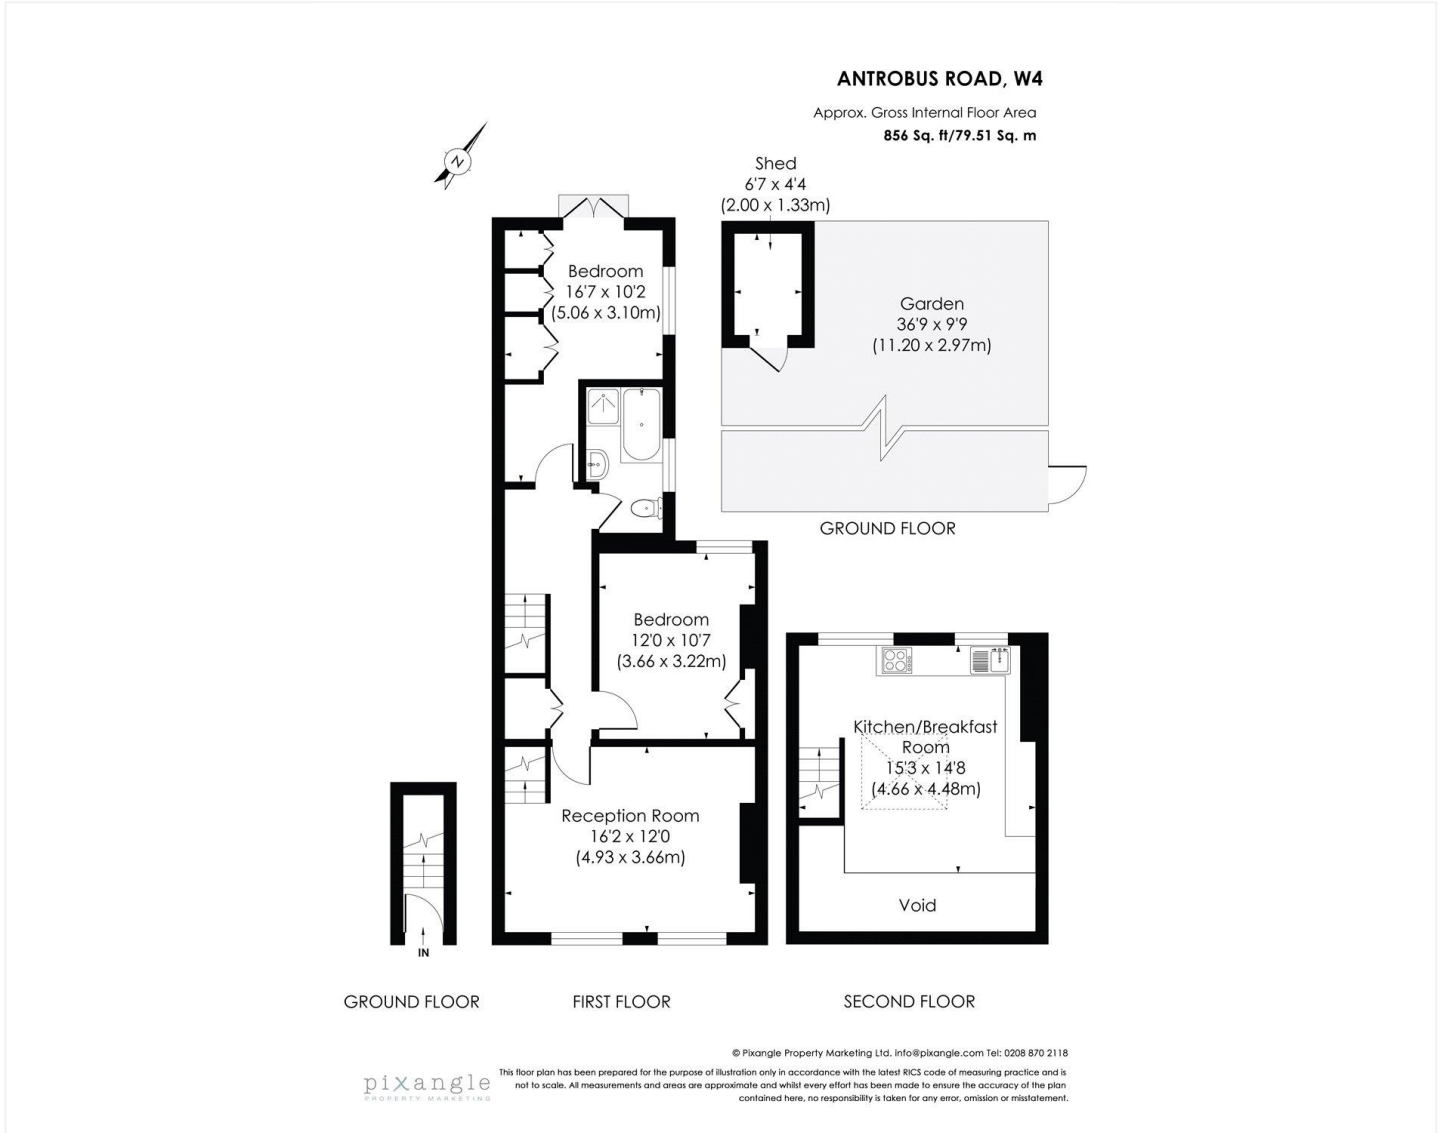 ANTROBUS ROAD, W4
Approx. Gross Internal Floor Area
856 Sq. ft/79.51 Sq. m
N
Shed
6'7 x 4'4
(2.00 x 1.33m)
Bedroom
16'7 x 10'2
(5.06 x 3.10m)
Garden
36'9 x 9'9
(11.20 x 2.97m)
GROUND FLOOR
Bedroom
12'0 x 10'7
(3.66 x 3.22m)
Kitchen/Breakfast
Room
15'3 x 14'8
(4.66 x 4.48m)
Reception Room
16'2 x 12'0
(4.93 x 3.66m)
Void
IN
GROUND FLOOR
FIRST FLOOR
SECOND FLOOR
© Pixangle Property Marketing Ltd. info@pixangle.com Tel: 0208 870 2118
pixangle
PROPERTY MARKETING
This floor plan has been prepared for the purpose of illustration only in accordance with the latest RICS code of measuring practice and is
not to scale. All measurements and areas are approximate and whilst every effort has been made to ensure the accuracy of the plan
contained here, no responsibility is taken for any error, omission or misstatement.